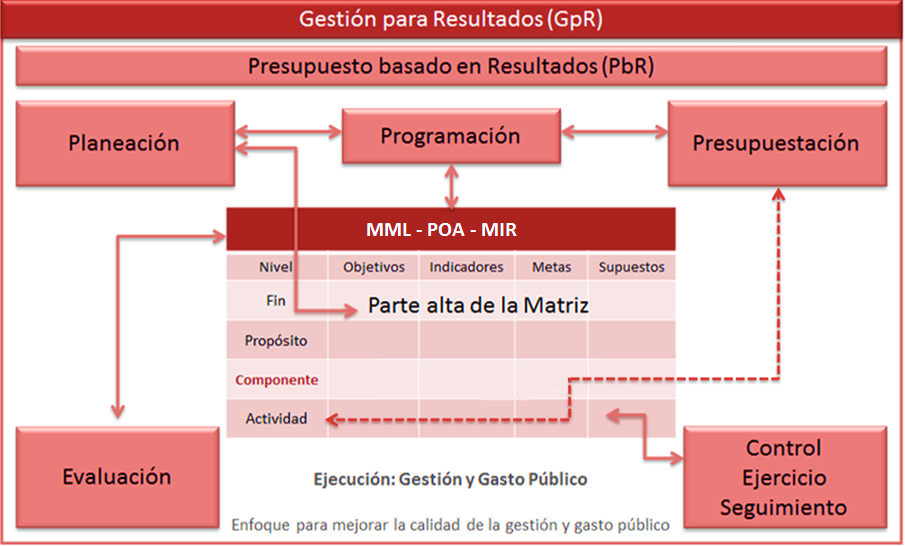 Gestión para Resultados (GpR)
Presupuesto basado en Resultados (PbR)
Planeación
Programación
Presupuestación
MML - POA - MIR
Nivel Objetivos Indicadores Metas Supuestos
Fin
Parte alta de la Matriz
Propósito
Componente
Actividad
Evaluación
Control
Ejercicio
Seguimiento
Ejecución: Gestión y Gasto Público
Enfoque para mejorar la calidad de la gestión y gasto público